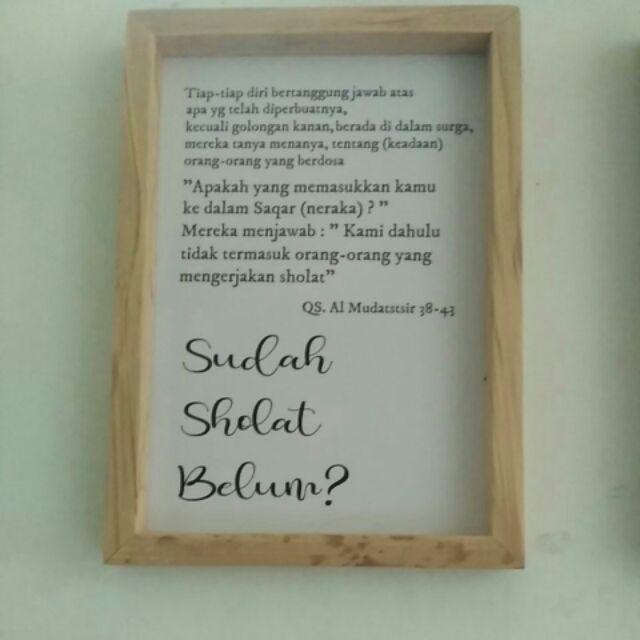 Tiap-tiap diri bertanggung jawab atas
apa yg telah diperbuatnya,
kecuali golongan kanan, berada di dalam surga,
mereka tanya menanya, tentang (keadaan)
orang-orang yang berdosa
"Apakah yang memasukkan kamu
ke dalam Saqar (neraka) ? "
Mereka menjawab : " Kami dahulu
tidak termasuk orang-orang yang
mengerjakan sholat"
QS. Al Mudatstsir 38-43
Sudah
Sholat
Belum?